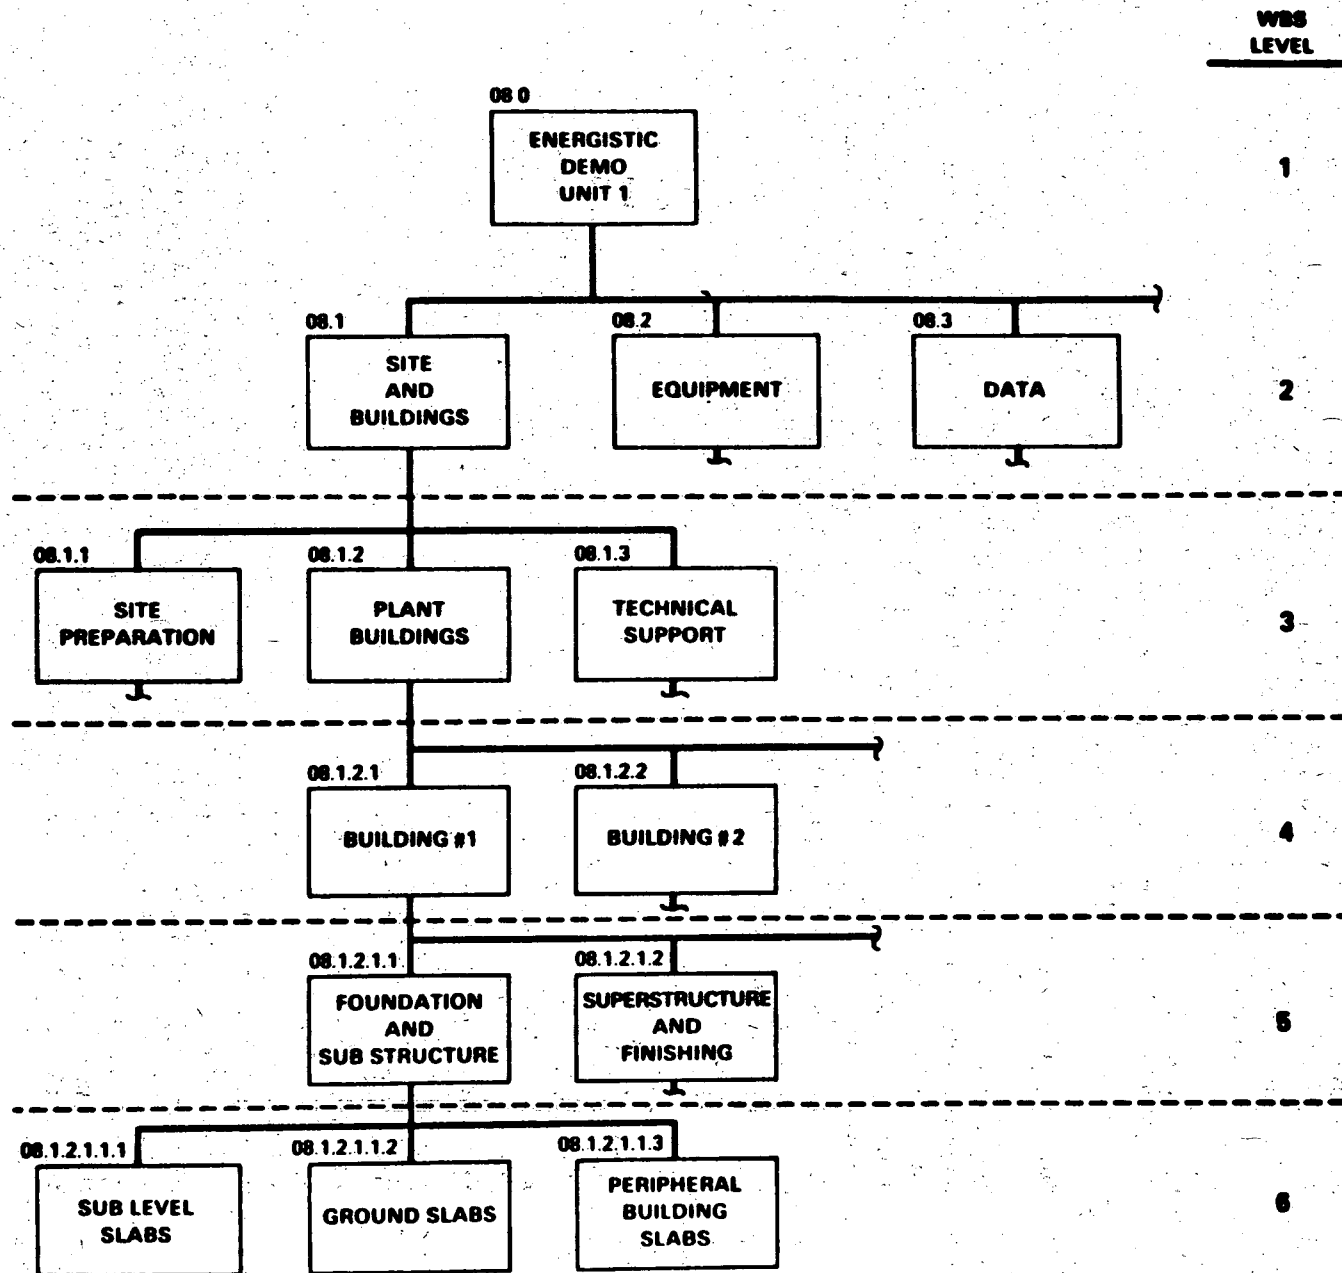 WBS
LEVEL
08 0
ENERGISTIC
DEMO
UNIT 1
1
08.1
SITE
AND
BUILDINGS
08.2
EQUIPMENT
08.3
DATA
2
08.1.1
SITE
PREPARATION
08.1.2
PLANT
BUILDINGS
08.1.3
TECHNICAL
SUPPORT
3
08.1.2.1
BUILDING #1
08.1.2.2
BUILDING #2
4
08.1.2.1.1
FOUNDATION
AND
SUB STRUCTURE
08.1.2.1.2
SUPERSTRUCTURE
AND
FINISHING
5
08.1.2.1.1.1
SUB LEVEL
SLABS
08.1.2.1.1.2
GROUND SLABS
08.1.2.1.1.3
PERIPHERAL
BUILDING
SLABS
6